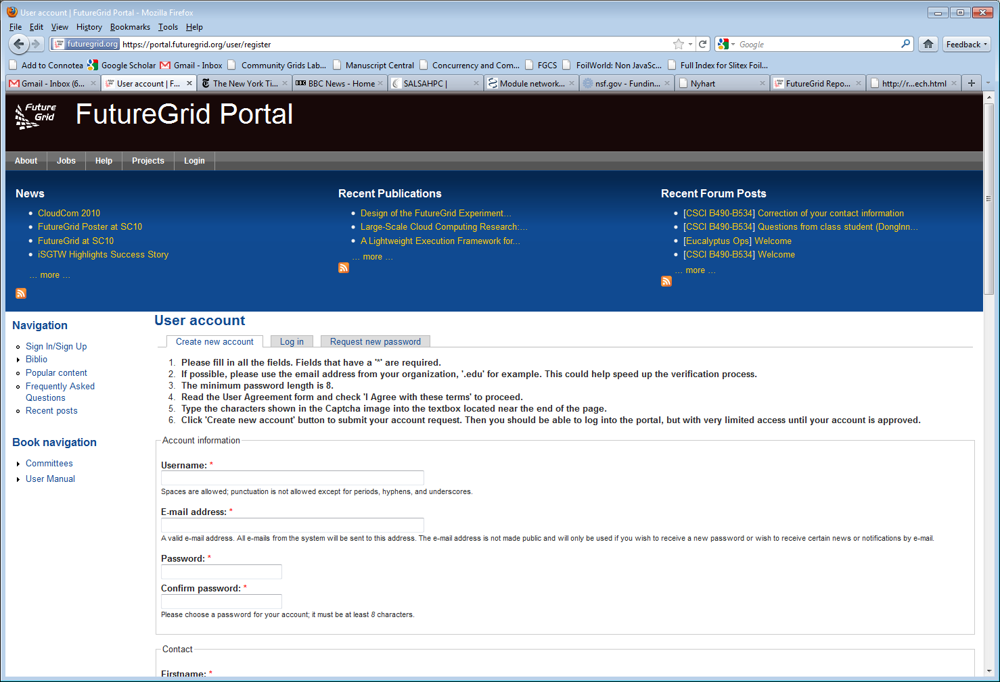 User account | FutureGrid Portal - Mozilla Firefox
File Edit View History Bookmarks Tools Help
futuregrid.org https://portal.futuregrid.org/user/register Google Feedback
Add to Connotea Google Scholar Gmail - Inbox Community Grids Lab... Manuscript Central Concurrency and Com... FGCS FoilWorld: Non JavaSc... Full Index for Slitex Foil...
Gmail - Inbox (6... User account | F... The New York Ti... BBC BBC News - Home SALSAHPC | Module network... nsf.gov - Fundin... Nyhart FutureGrid Repo... http://r...ech.html
Future
Grid
FutureGrid Portal
About Jobs Help Projects Login
News
CloudCom 2010
FutureGrid Poster at SC10
FutureGrid at SC10
iSGTW Highlights Success Story
... more ...
Recent Publications
Design of the FutureGrid Experiment...
Large-Scale Cloud Computing Research:...
A Lightweight Execution Framework for...
... more ...
Recent Forum Posts
[CSCI B490-B534] Correction of your contact information
[CSCI B490-B534] Questions from class student (DongInn...
[Eucalyptus Ops] Welcome
[CSCI B490-B534] Welcome
... more ...
Navigation
Sign In/Sign Up
Biblio
Popular content
Frequently Asked
Questions
Recent posts
Book navigation
Committees
User Manual
User account
Create new account Log in Request new password
1. Please fill in all the fields. Fields that have a '*' are required.
2. If possible, please use the email address from your organization, '.edu' for example. This could help speed up the verification process.
3. The minimum password length is 8.
4. Read the User Agreement form and check 'I Agree with these terms' to proceed.
5. Type the characters shown in the Captcha image into the textbox located near the end of the page.
6. Click 'Create new account' button to submit your account request. Then you should be able to log into the portal, but with very limited access until your account is approved.
Account information
Username: *
Spaces are allowed; punctuation is not allowed except for periods, hyphens, and underscores.
E-mail address: *
A valid e-mail address. All e-mails from the system will be sent to this address. The e-mail address is not made public and will only be used if you wish to receive a new password or wish to receive certain news or notifications by e-mail.
Password: *
Confirm password: *
Please choose a password for your account; it must be at least 8 characters.
Contact
Firstname: *